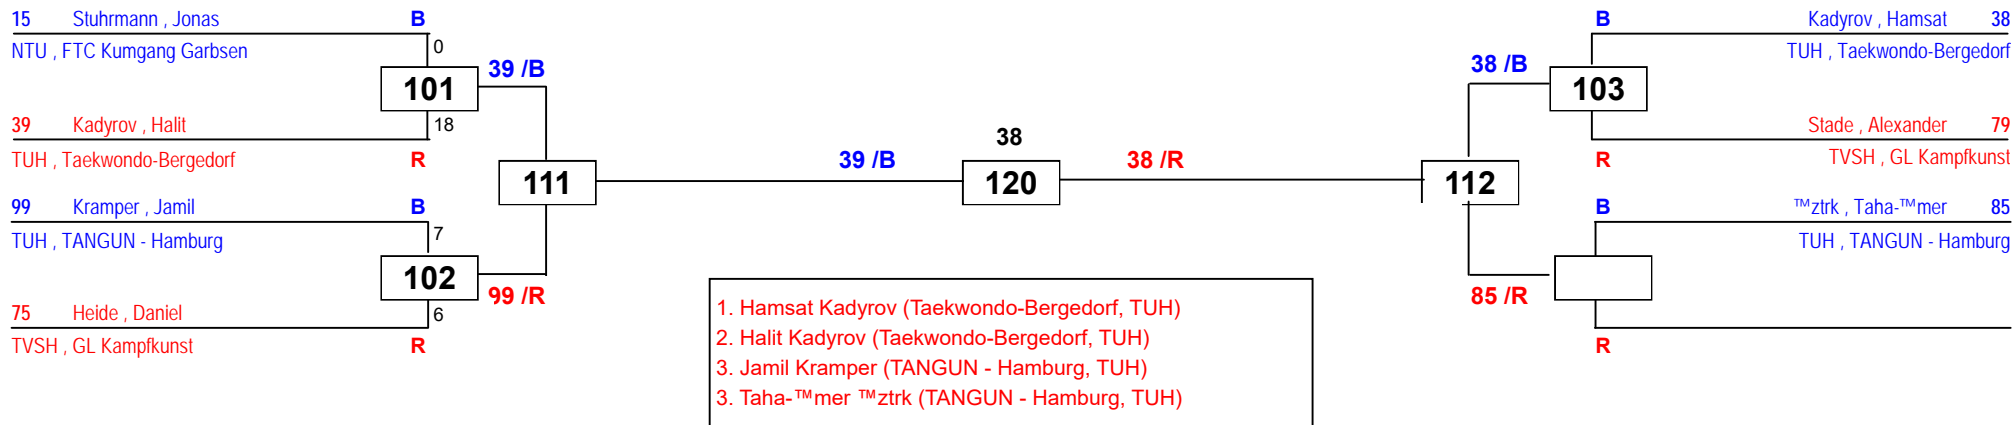 15 Stuhrmann , Jonas B
NTU , FTC Kumgang Garbsen
0
101
39 /B
18
39 Kadyrov , Halit
TUH , Taekwondo-Bergedorf R
99 Kramper , Jamil B
TUH , TANGUN - Hamburg
7
102
99 /R
6
75 Heide , Daniel
TVSH , GL Kampfkunst R
111
39 /B
38
120
38 /R
112
38 /B
85 /R
B Kadyrov , Hamsat 38
TUH , Taekwondo-Bergedorf
103
Stade , Alexander 79
R TVSH , GL Kampfkunst
B ™ztrk , Taha-™mer 85
TUH , TANGUN - Hamburg
R
1. Hamsat Kadyrov (Taekwondo-Bergedorf, TUH)
2. Halit Kadyrov (Taekwondo-Bergedorf, TUH)
3. Jamil Kramper (TANGUN - Hamburg, TUH)
3. Taha-™mer ™ztrk (TANGUN - Hamburg, TUH)